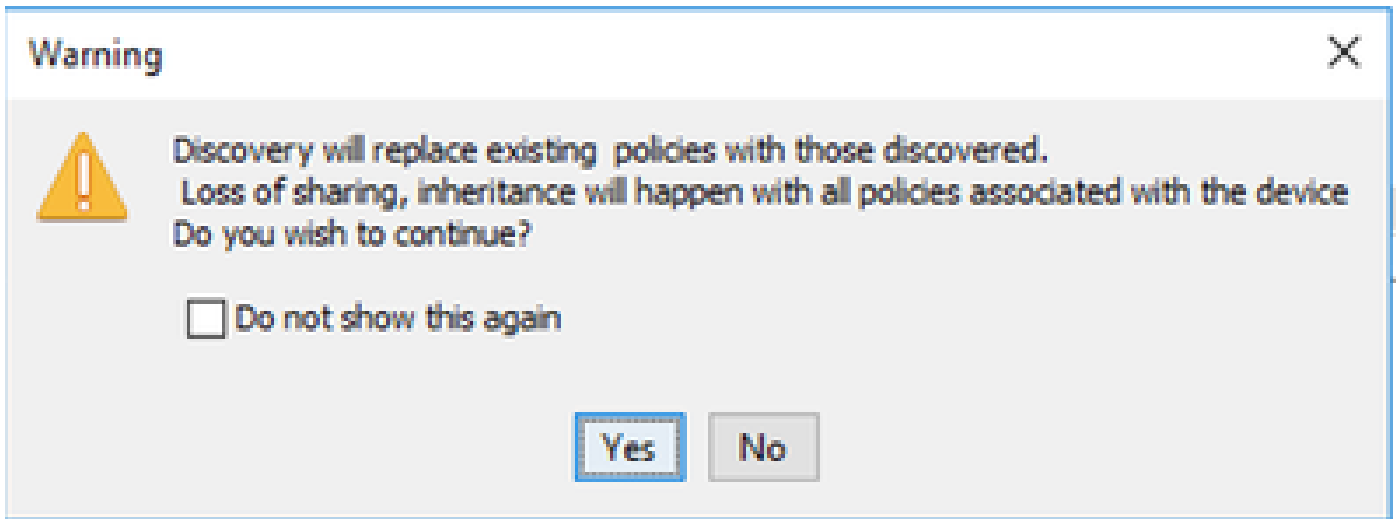 Warning
Discovery will replace existing policies with those discovered.
Loss of sharing, inheritance will happen with all policies associated with the device
Do you wish to continue?
Do not show this again
Yes No